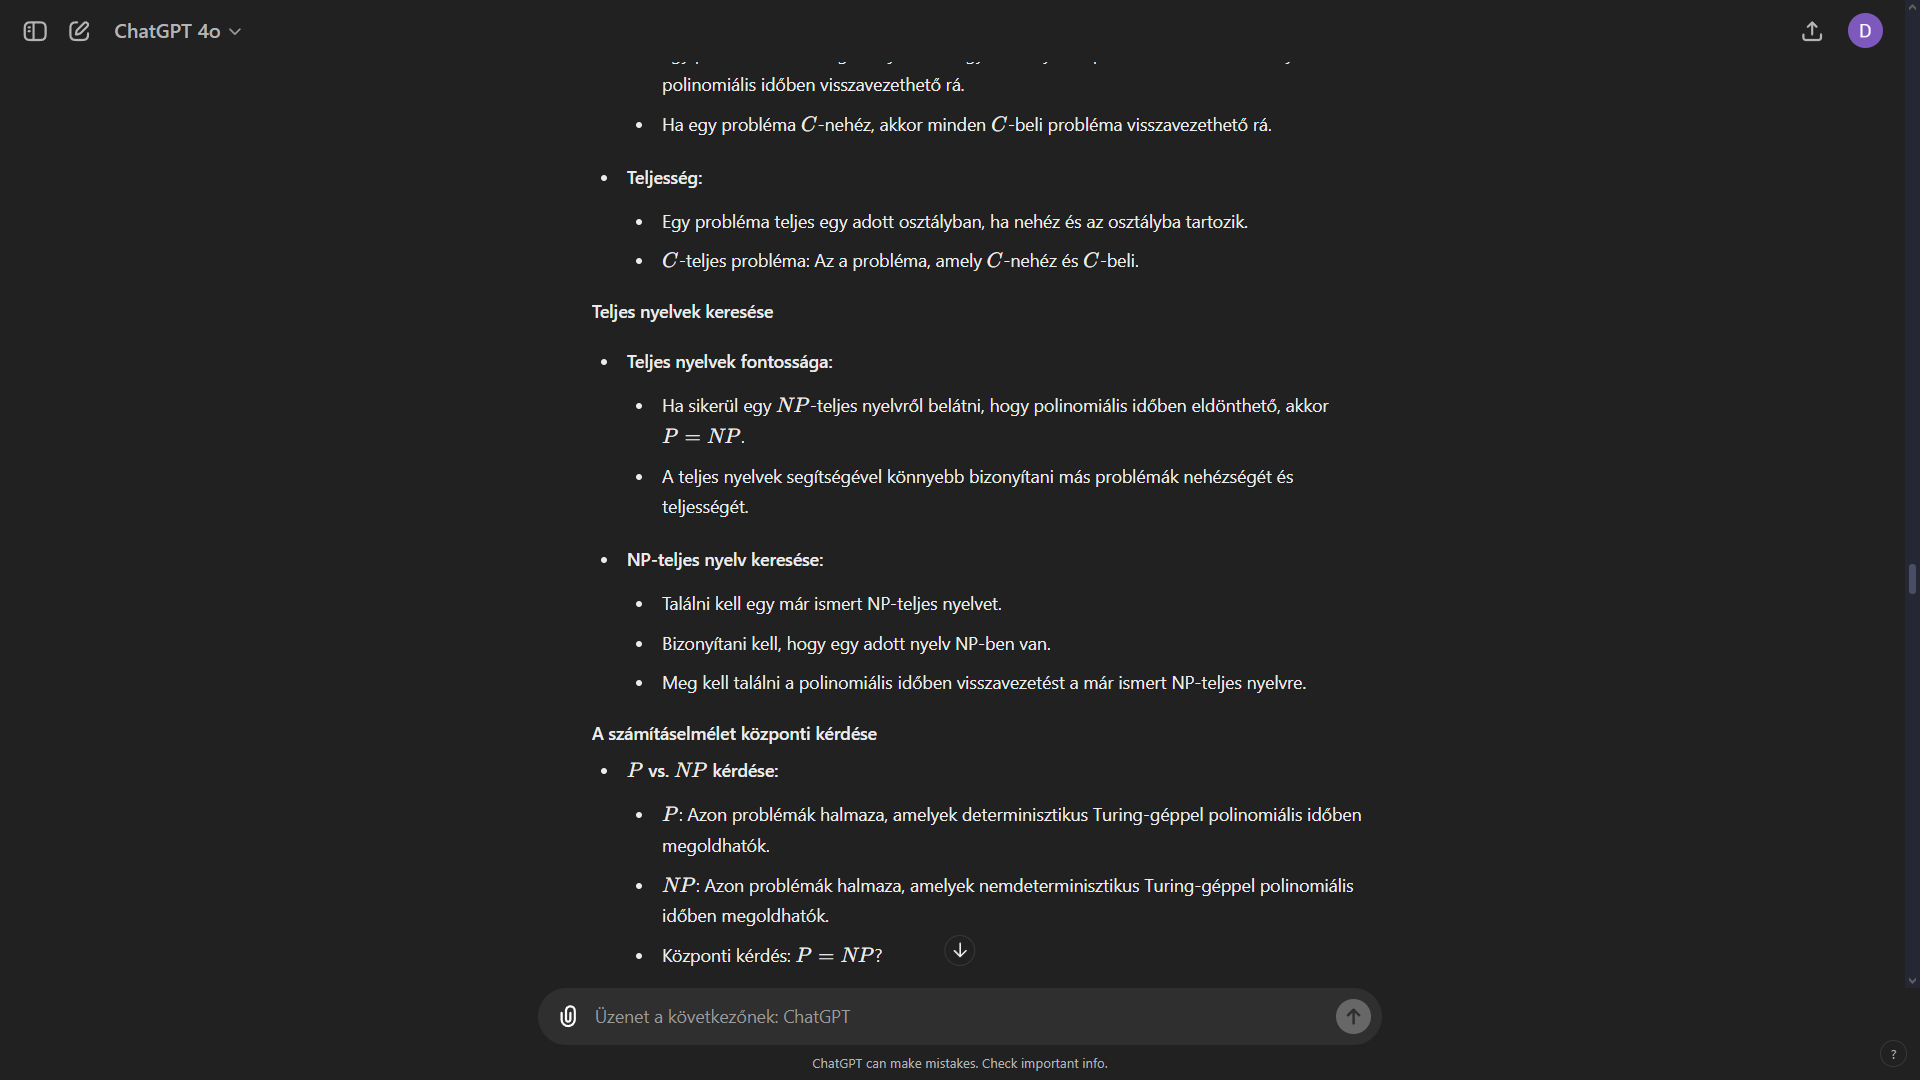 ChatGPT 4o
D
polinomiális időben visszavezethető rá.
• Ha egy probléma C-nehéz, akkor minden C-beli probléma visszavezethető rá.
• Teljesség:
• Egy probléma teljes egy adott osztályban, ha nehéz és az osztályba tartozik.
• C-teljes probléma: Az a probléma, amely C-nehéz és C-beli.
Teljes nyelvek keresése
• Teljes nyelvek fontossága:
• Ha sikerül egy NP-teljes nyelvről belátni, hogy polinomiális időben eldönthető, akkor
P = NP.
• A teljes nyelvek segítségével könnyebb bizonyítani más problémák nehézségét és
teljességét.
• NP-teljes nyelv keresése:
• Találni kell egy már ismert NP-teljes nyelvet.
• Bizonyítani kell, hogy egy adott nyelv NP-ben van.
• Meg kell találni a polinomiális időben visszavezetést a már ismert NP-teljes nyelvre.
A számításelmélet központi kérdése
• P vs. NP kérdése:
• P: Azon problémák halmaza, amelyek determinisztikus Turing-géppel polinomiális időben
megoldhatók.
• NP: Azon problémák halmaza, amelyek nemdeterminisztikus Turing-géppel polinomiális
időben megoldhatók.
• Központi kérdés: P = NP?
Üzenet a következőnek: ChatGPT
ChatGPT can make mistakes. Check important info.
?